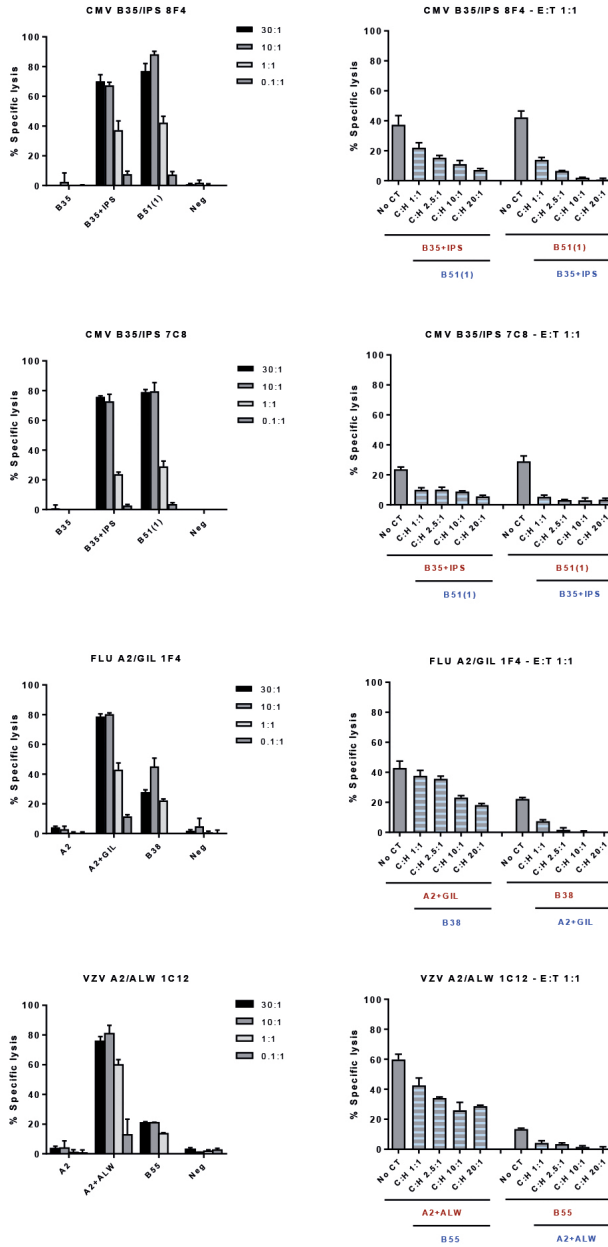 CMV B35/IPS 8F4
% Specific lysis
100
80
60
40
20
0
B35
B35+IPS
B51(1)
Neg
30:1
10:1
1:1
0.1:1
CMV B35/IPS 8F4 - E:T 1:1
% Specific lysis
100
80
60
40
20
0
No CT
C:H 1:1
C:H 2.5:1
C:H 10:1
C:H 20:1
No CT
C:H 1:1
C:H 2.5:1
C:H 10:1
C:H 20:1
B35+IPS
B51(1)
B51(1)
B35+IPS
CMV B35/IPS 7C8
% Specific lysis
100
80
60
40
20
0
B35
B35+IPS
B51(1)
Neg
30:1
10:1
1:1
0.1:1
CMV B35/IPS 7C8 - E:T 1:1
% Specific lysis
100
80
60
40
20
0
No CT
C:H 1:1
C:H 2.5:1
C:H 10:1
C:H 20:1
No CT
C:H 1:1
C:H 2.5:1
C:H 10:1
C:H 20:1
B35+IPS
B51(1)
B51(1)
B35+IPS
FLU A2/GIL 1F4
% Specific lysis
100
80
60
40
20
0
A2
A2+GIL
B38
Neg
30:1
10:1
1:1
0.1:1
FLU A2/GIL 1F4 - E:T 1:1
% Specific lysis
100
80
60
40
20
0
No CT
C:H 1:1
C:H 2.5:1
C:H 10:1
C:H 20:1
No CT
C:H 1:1
C:H 2.5:1
C:H 10:1
C:H 20:1
A2+GIL
B38
B38
A2+GIL
VZV A2/ALW 1C12
% Specific lysis
100
80
60
40
20
0
A2
A2+ALW
B55
Neg
30:1
10:1
1:1
0.1:1
VZV A2/ALW 1C12 - E:T 1:1
% Specific lysis
100
80
60
40
20
0
No CT
C:H 1:1
C:H 2.5:1
C:H 10:1
C:H 20:1
No CT
C:H 1:1
C:H 2.5:1
C:H 10:1
C:H 20:1
A2+ALW
B55
B55
A2+ALW